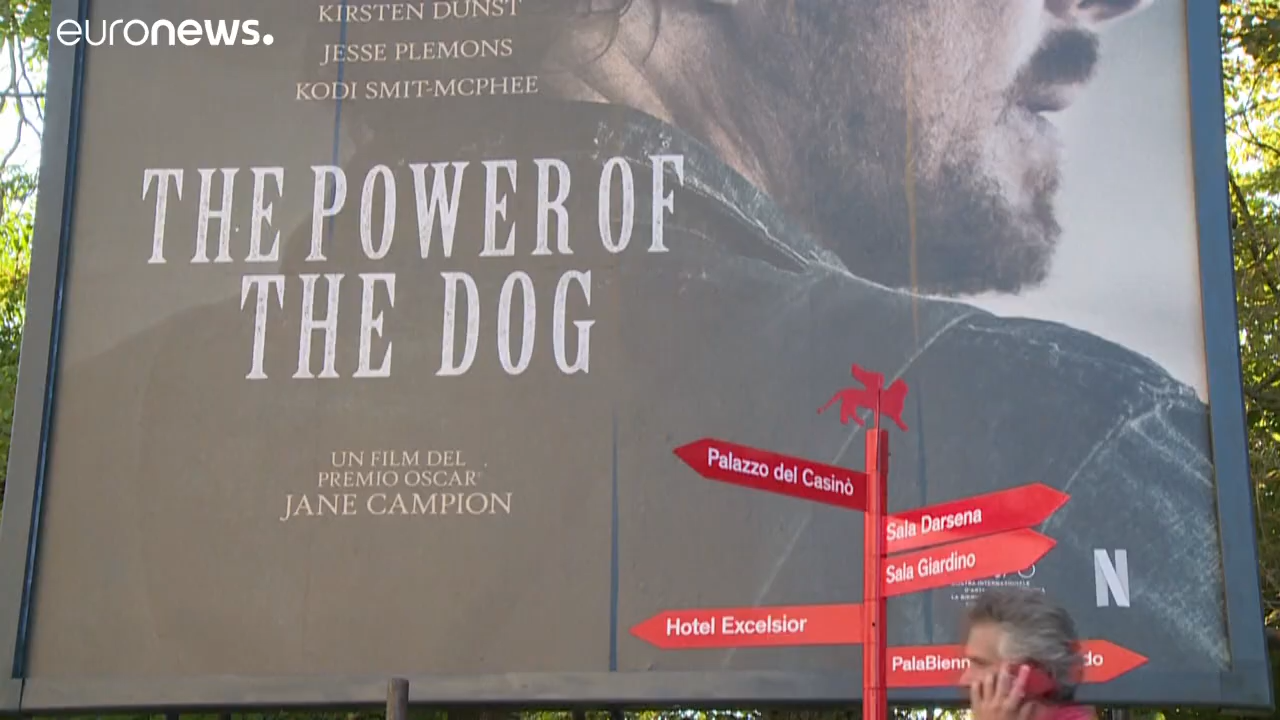 euronews.
KIRSTEN DUNST
JESSE PLEMONS
KODI SMIT-MCPHEE
THE POWER OF
THE DOG
UN FILM DEL
PREMIO OSCAR
JANE CAMPION
Palazzo del Casinò
Sala Darsena
Sala Giardino
N
Hotel Excelsior